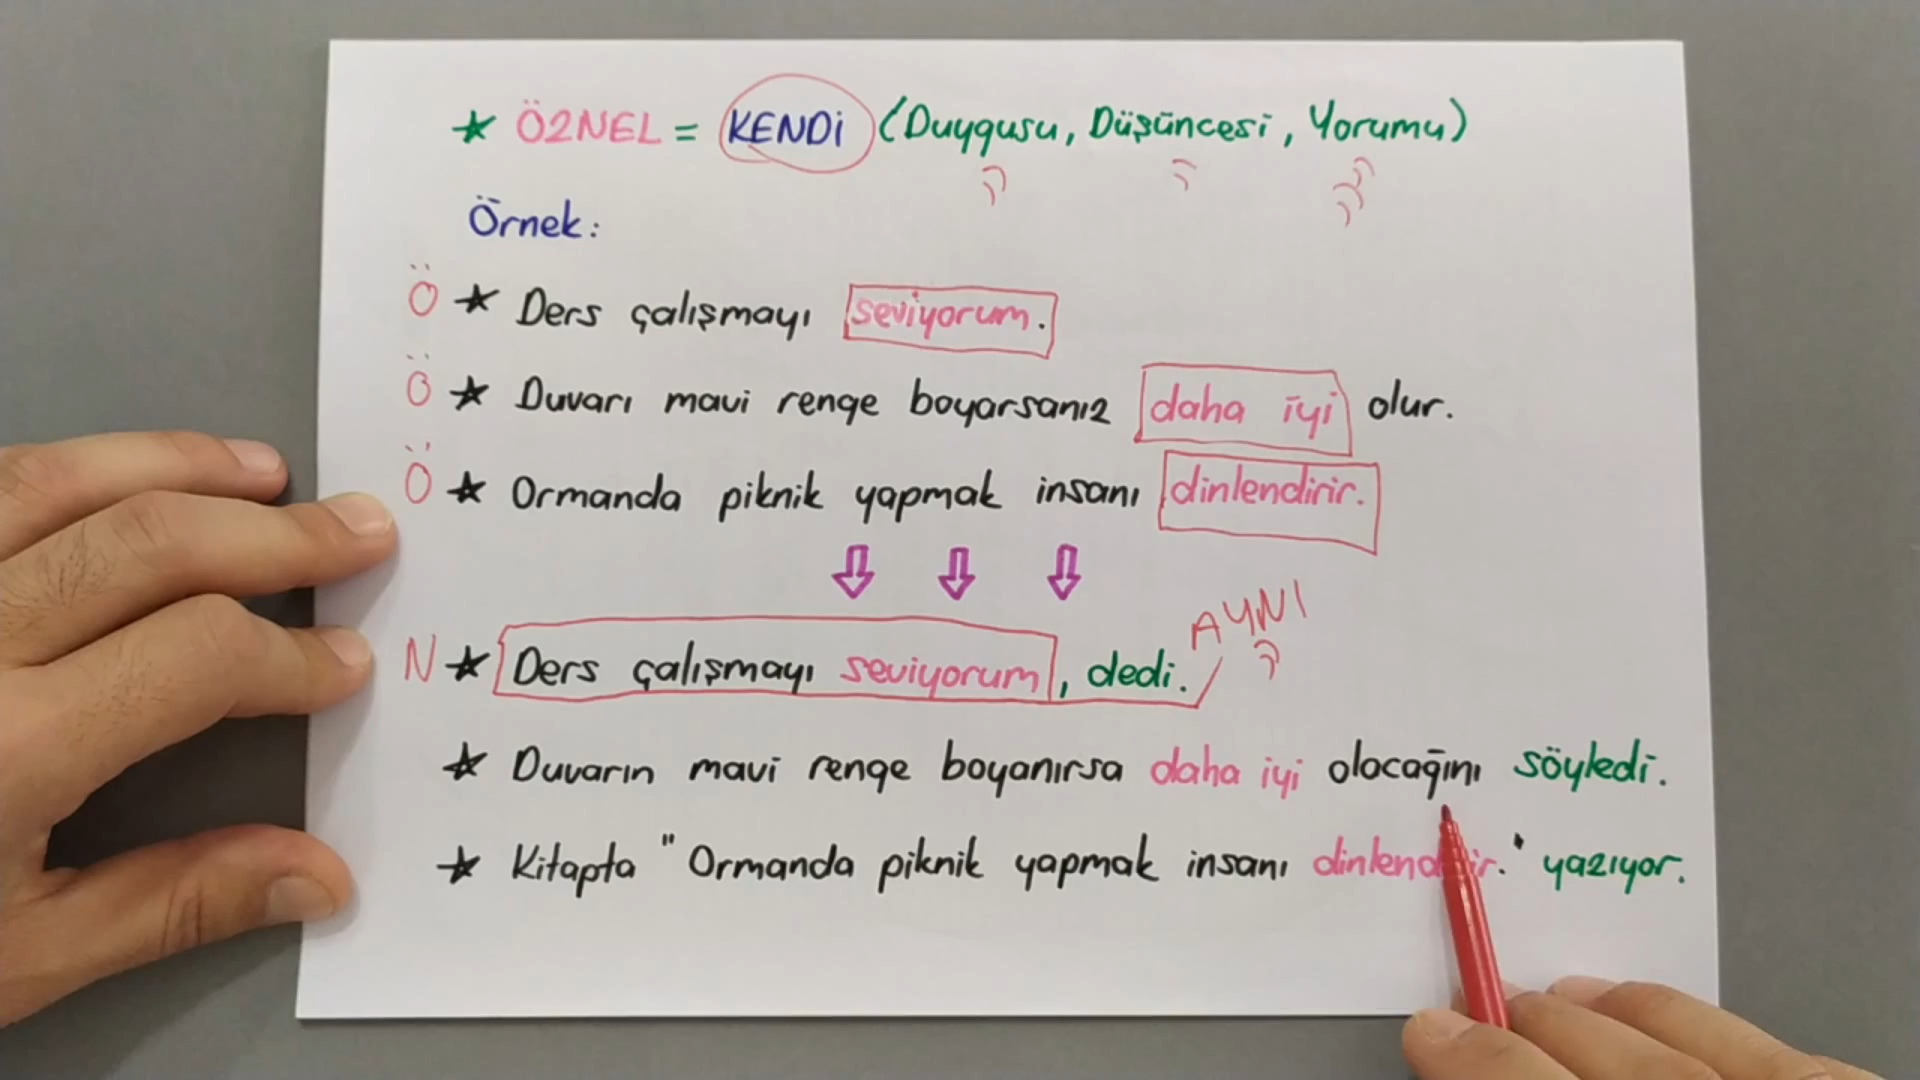 ★ ÖZNEL = KENDİ (Duygusu, Düşüncesi, Yorumu)
Örnek:
Ö ★ Ders çalışmayı seviyorum.
Ö ★ Duvarı mavi renge boyarsanız daha iyi olur.
Ö ★ Ormanda piknik yapmak insanı dinlendirir.
AYNI
N ★ Ders çalışmayı seviyorum, dedi.
★ Duvarın mavi renge boyanırsa daha iyi olacağını söyledi.
★ Kitapta "Ormanda piknik yapmak insanı dinlendirir." yazıyor.